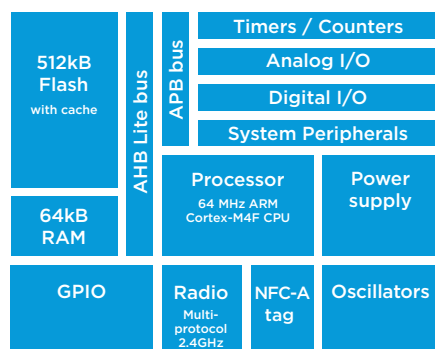 512kB
Flash
with cache
64kB
RAM
AHB Lite bus
APB bus
Timers / Counters
Analog I/O
Digital I/O
System Peripherals
Processor
64 MHz ARM
Cortex-M4F CPU
Power
supply
GPIO
Radio
Multi-
protocol
2.4GHz
NFC-A
tag
Oscillators